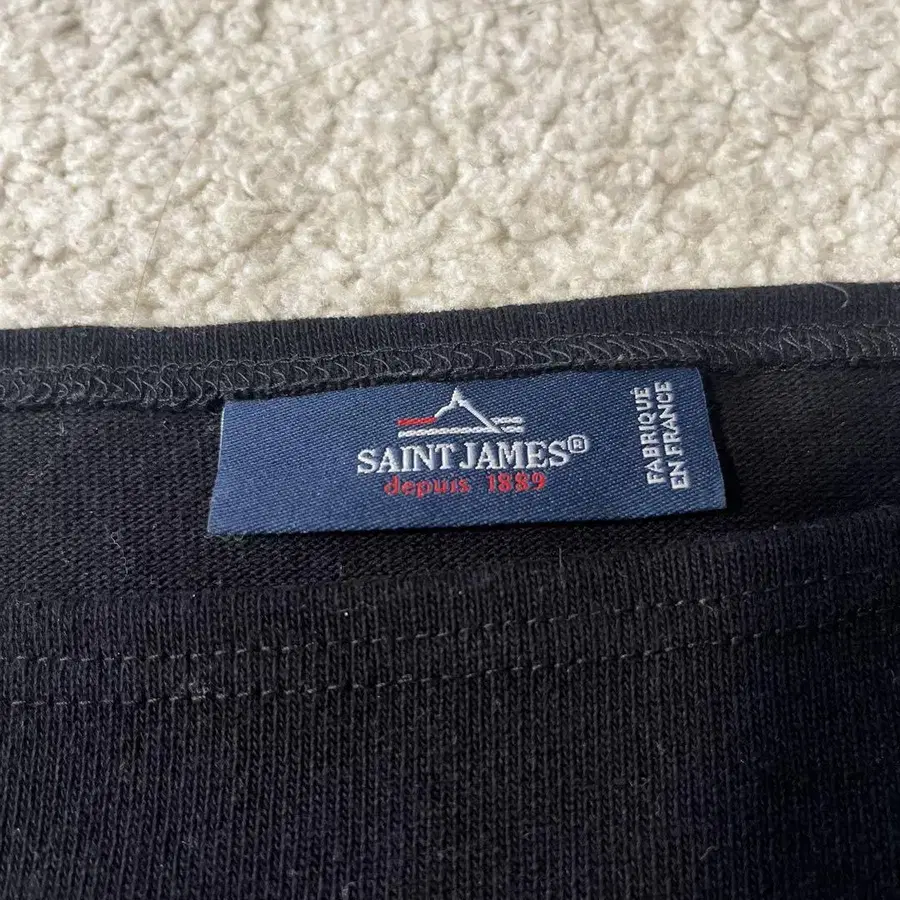 SAINT JAMES®
depuis 1889
FABRIQUÉ
EN FRANCE